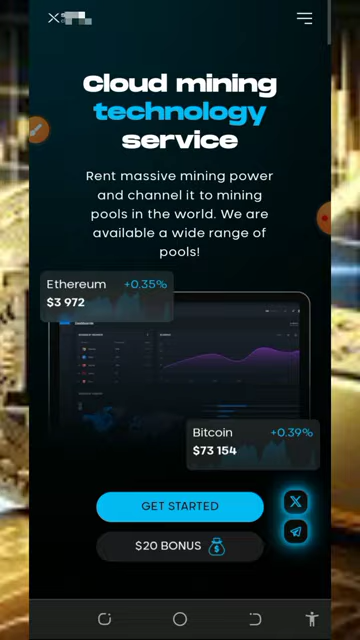 Cloud mining
technology
service
Rent massive mining power
and channel it to mining
pools in the world. We are
available a wide range of
pools!
Ethereum +0.35%
$3 972
Bitcoin +0.39%
$73 154
GET STARTED
$20 BONUS